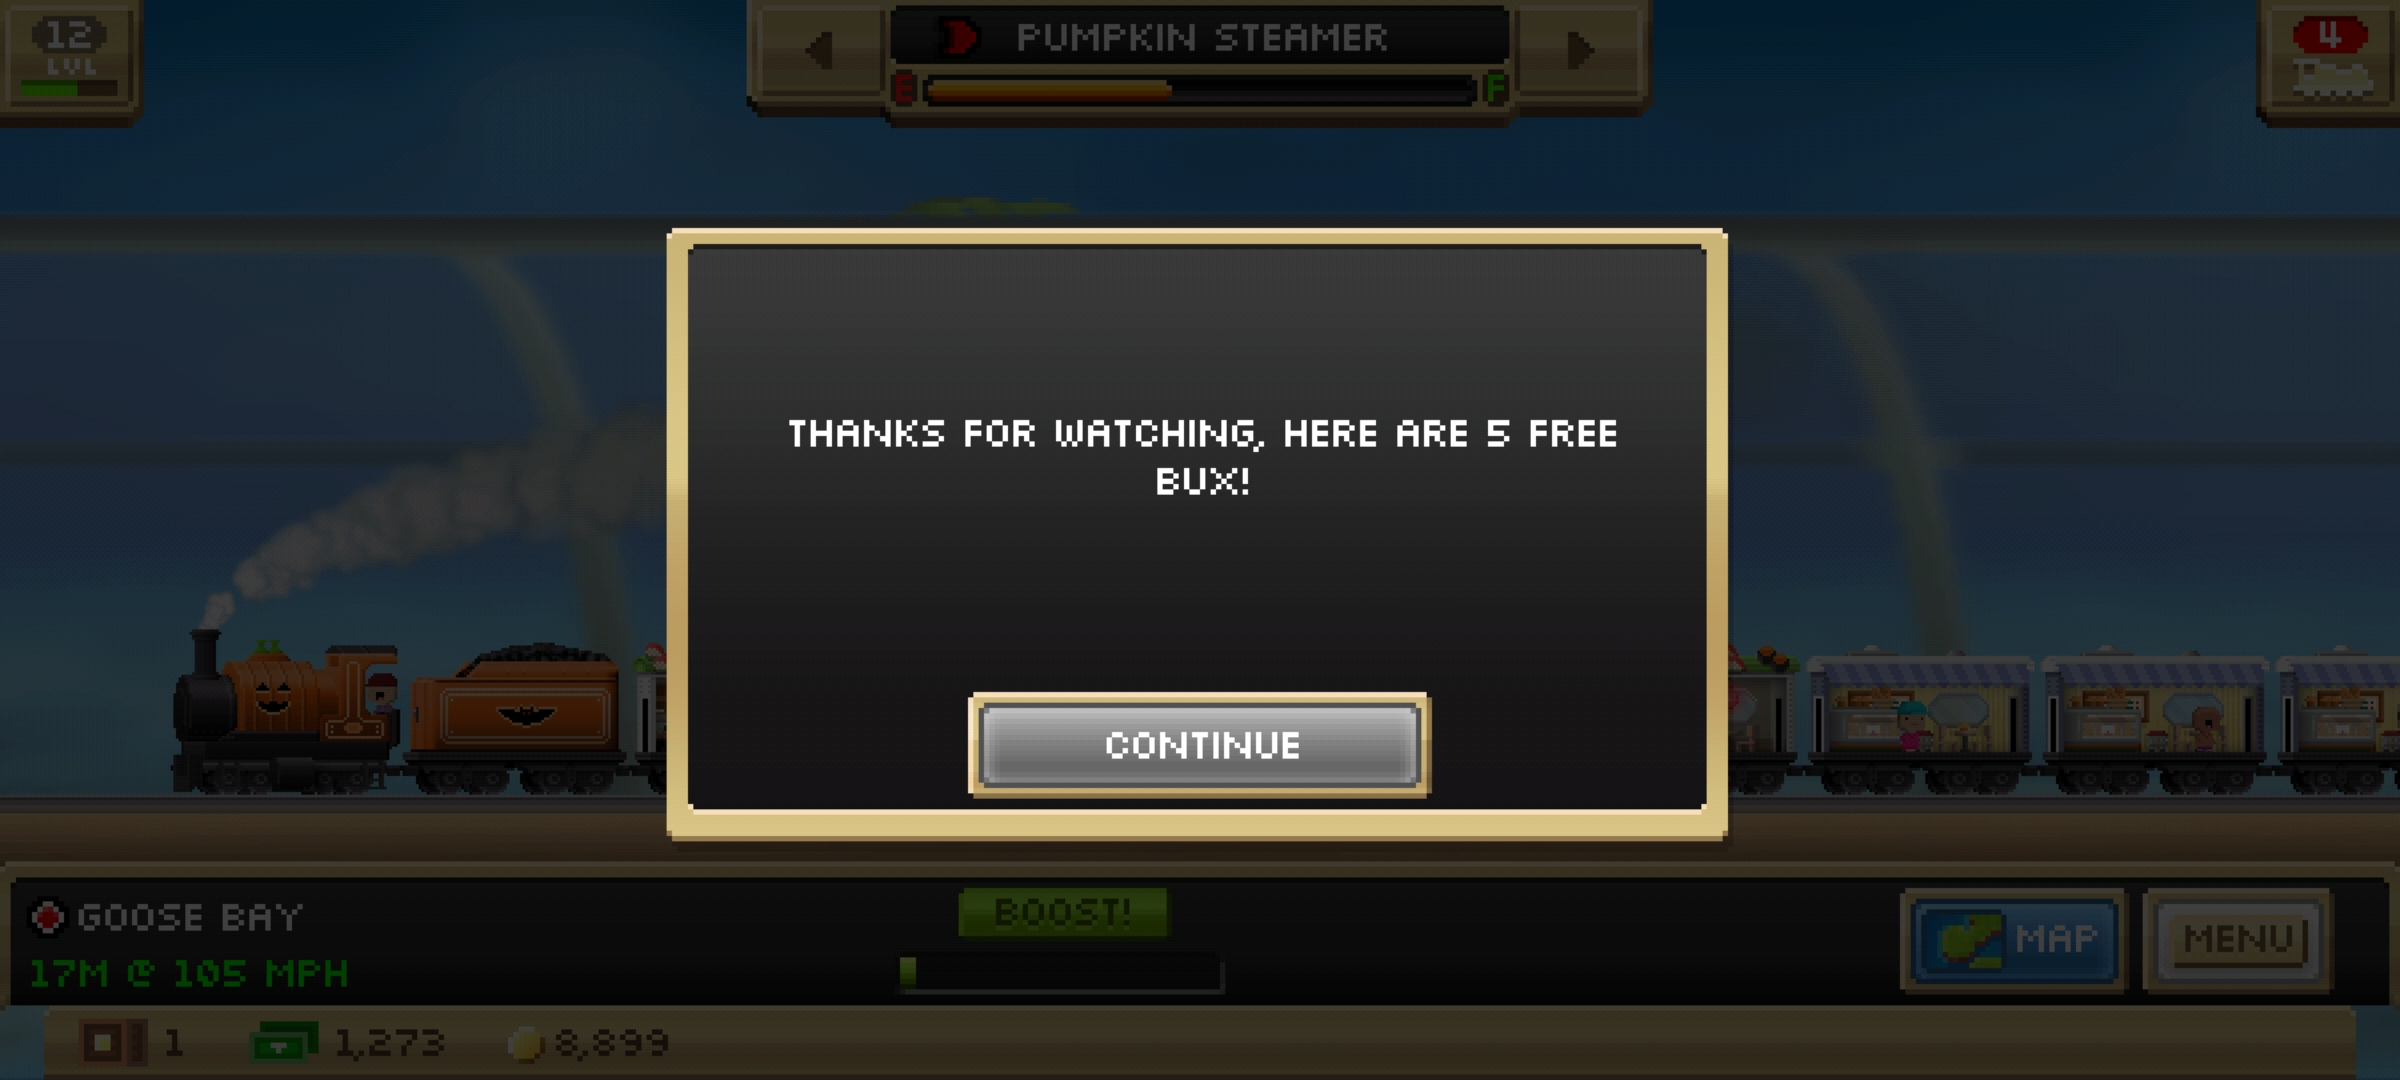 12
LVL
PUMPKIN STEAMER
E
F
4
THANKS FOR WATCHING, HERE ARE 5 FREE
BUX!
CONTINUE
GOOSE BAY
17M @ 105 MPH
BOOST!
MAP
MENU
1
1,273
8,899